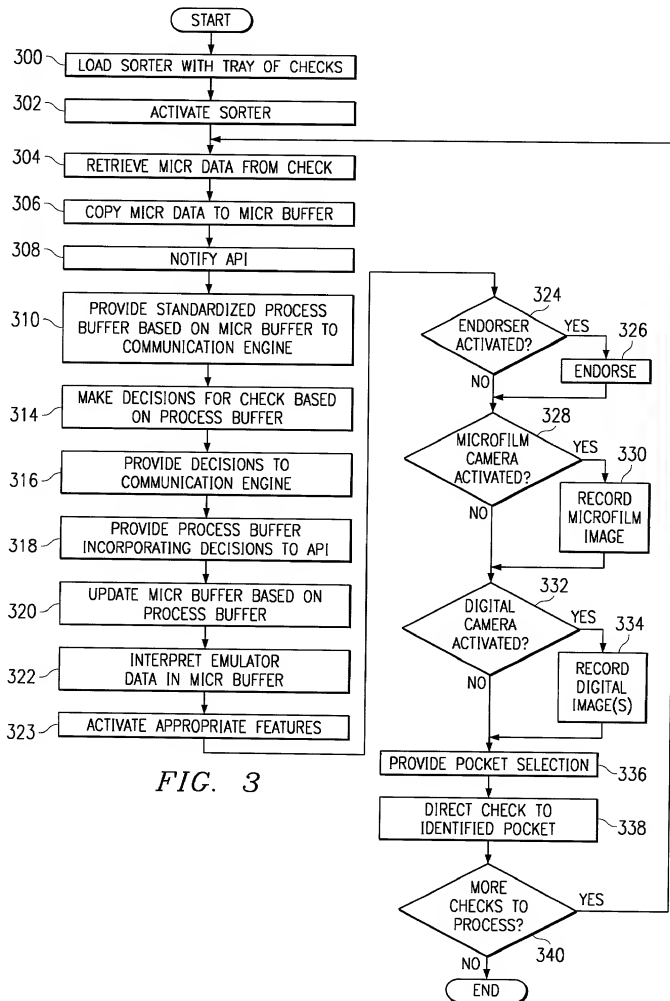 START
300
LOAD SORTER WITH TRAY OF CHECKS
302
ACTIVATE SORTER
304
RETRIEVE MICR DATA FROM CHECK
306
COPY MICR DATA TO MICR BUFFER
308
NOTIFY API
310
PROVIDE STANDARDIZED PROCESS
BUFFER BASED ON MICR BUFFER TO
COMMUNICATION ENGINE
314
MAKE DECISIONS FOR CHECK BASED
ON PROCESS BUFFER
316
PROVIDE DECISIONS TO
COMMUNICATION ENGINE
318
PROVIDE PROCESS BUFFER
INCORPORATING DECISIONS TO API
320
UPDATE MICR BUFFER BASED ON
PROCESS BUFFER
322
INTERPRET EMULATOR
DATA IN MICR BUFFER
323
ACTIVATE APPROPRIATE FEATURES
FIG. 3
324
ENDORSER
ACTIVATED?
YES
326
ENDORSE
NO
328
MICROFILM
CAMERA
ACTIVATED?
YES
330
RECORD
MICROFILM
IMAGE
NO
332
DIGITAL
CAMERA
ACTIVATED?
YES
334
RECORD
DIGITAL
IMAGE(S)
NO
PROVIDE POCKET SELECTION
336
DIRECT CHECK TO
IDENTIFIED POCKET
338
MORE
CHECKS TO
PROCESS?
YES
340
NO
END